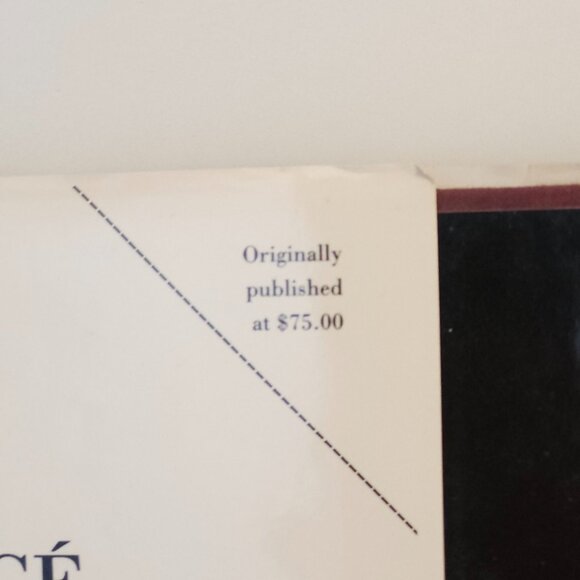 Originally
published
at $75.00